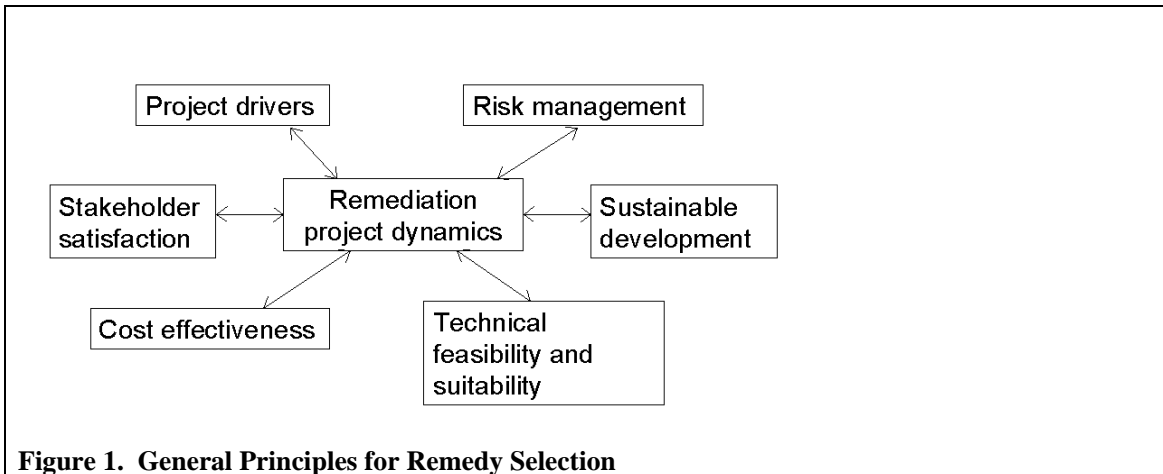 Project drivers
Risk management
Stakeholder
satisfaction
Remediation
project dynamics
Sustainable
development
Cost effectiveness
Technical
feasibility and
suitability
Figure 1. General Principles for Remedy Selection